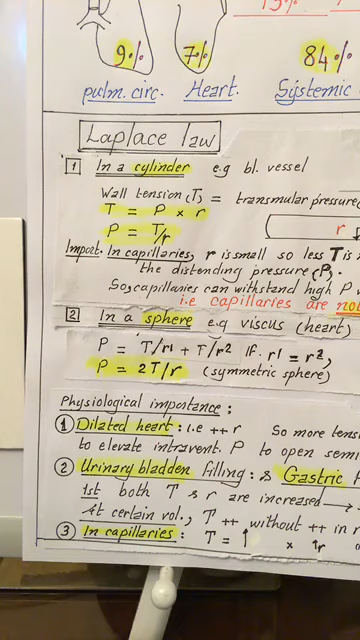 15% 7
9% 7% 84%
pulm. circ. Heart. Systemic
Laplace law
1 In a cylinder e.g bl. vessel
Wall tension (T) = transmular pressure
T = P × r
P = T/r
r
Import. In capillaries, r is small so less T is
the distending pressure (P).
So, capillaries can withstand high P
i.e capillaries are not
2 In a sphere e.g viscus (heart)
P = T/r1 + T/r2 IF r1 = r2,
P = 2T/r (symmetric sphere)
Physiological importance:
1 Dilated heart: i.e ++ r So more tens
to elevate intravent. P to open semi
2 Urinary bladder filling: & Gastric
1st both T & r are increased →
At certain vol., T ++ without ++ in r
3 In capillaries: T = ↑ × ↑r